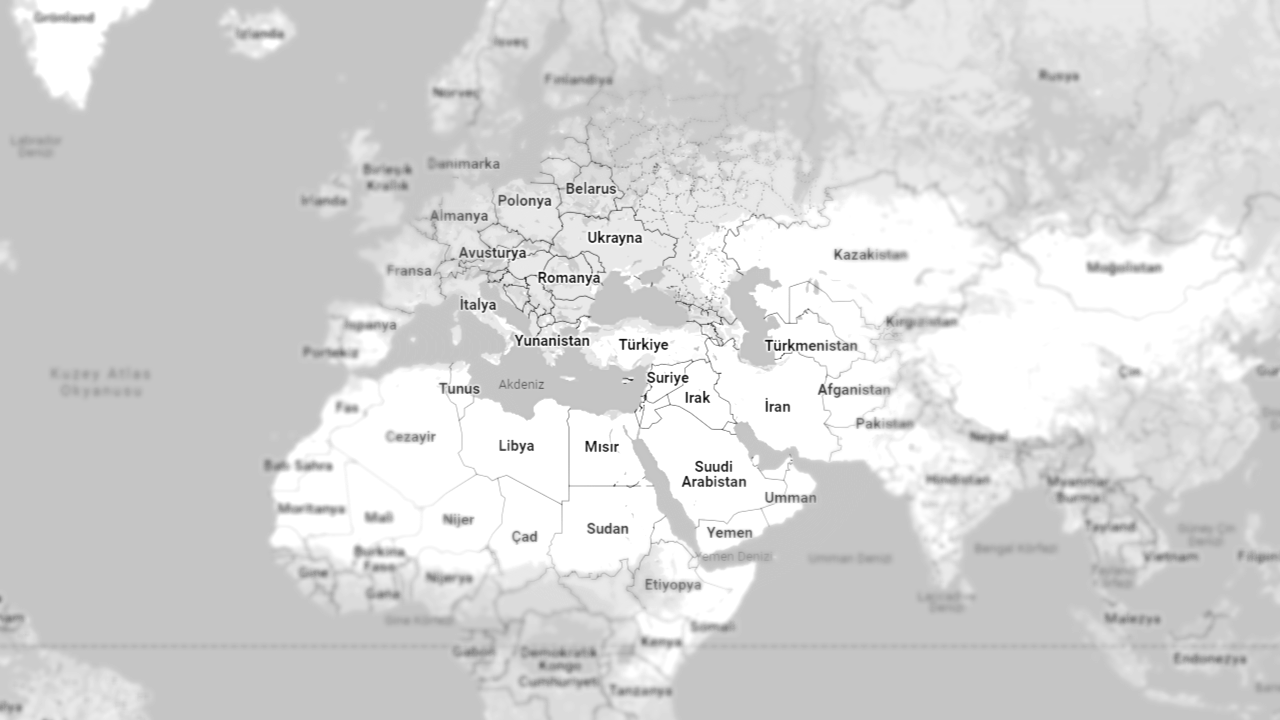 Grönland
İzlanda
İsveç
Rusya
Finlandiya
Norveç
Labrador
Denizi
Danimarka
Birleşik
Krallık
Belarus
İrlanda
Polonya
Almanya
Ukrayna
Avusturya
Kazakistan
Moğolistan
Fransa
Romanya
İtalya
İspanya
Kırgızistan
Yunanistan
Türkiye
Türkmenistan
Portekiz
Kuzey Atlas
Okyanusu
Çin
Suriye
Tunus
Akdeniz
Afganistan
Irak
İran
Fas
Pakistan
Cezayir
Nepal
Libya
Mısır
Batı Sahra
Suudi
Arabistan
Hindistan
Myanmar
Burma
Umman
Moritanya
Mali
Nijer
Sudan
Tayland
Güney Çin
Denizi
Çad
Yemen
Bengal Körfezi
Burkina
Faso
Yemen Denizi
Umman Denizi
Vietnam
Filipin
Gine
Nijerya
Etiyopya
Gana
Gine Körfezi
Malezya
Somali
Gabon
Kenya
Demokratik
Kongo
Cumhuriyeti
Endonezya
Tanzanya